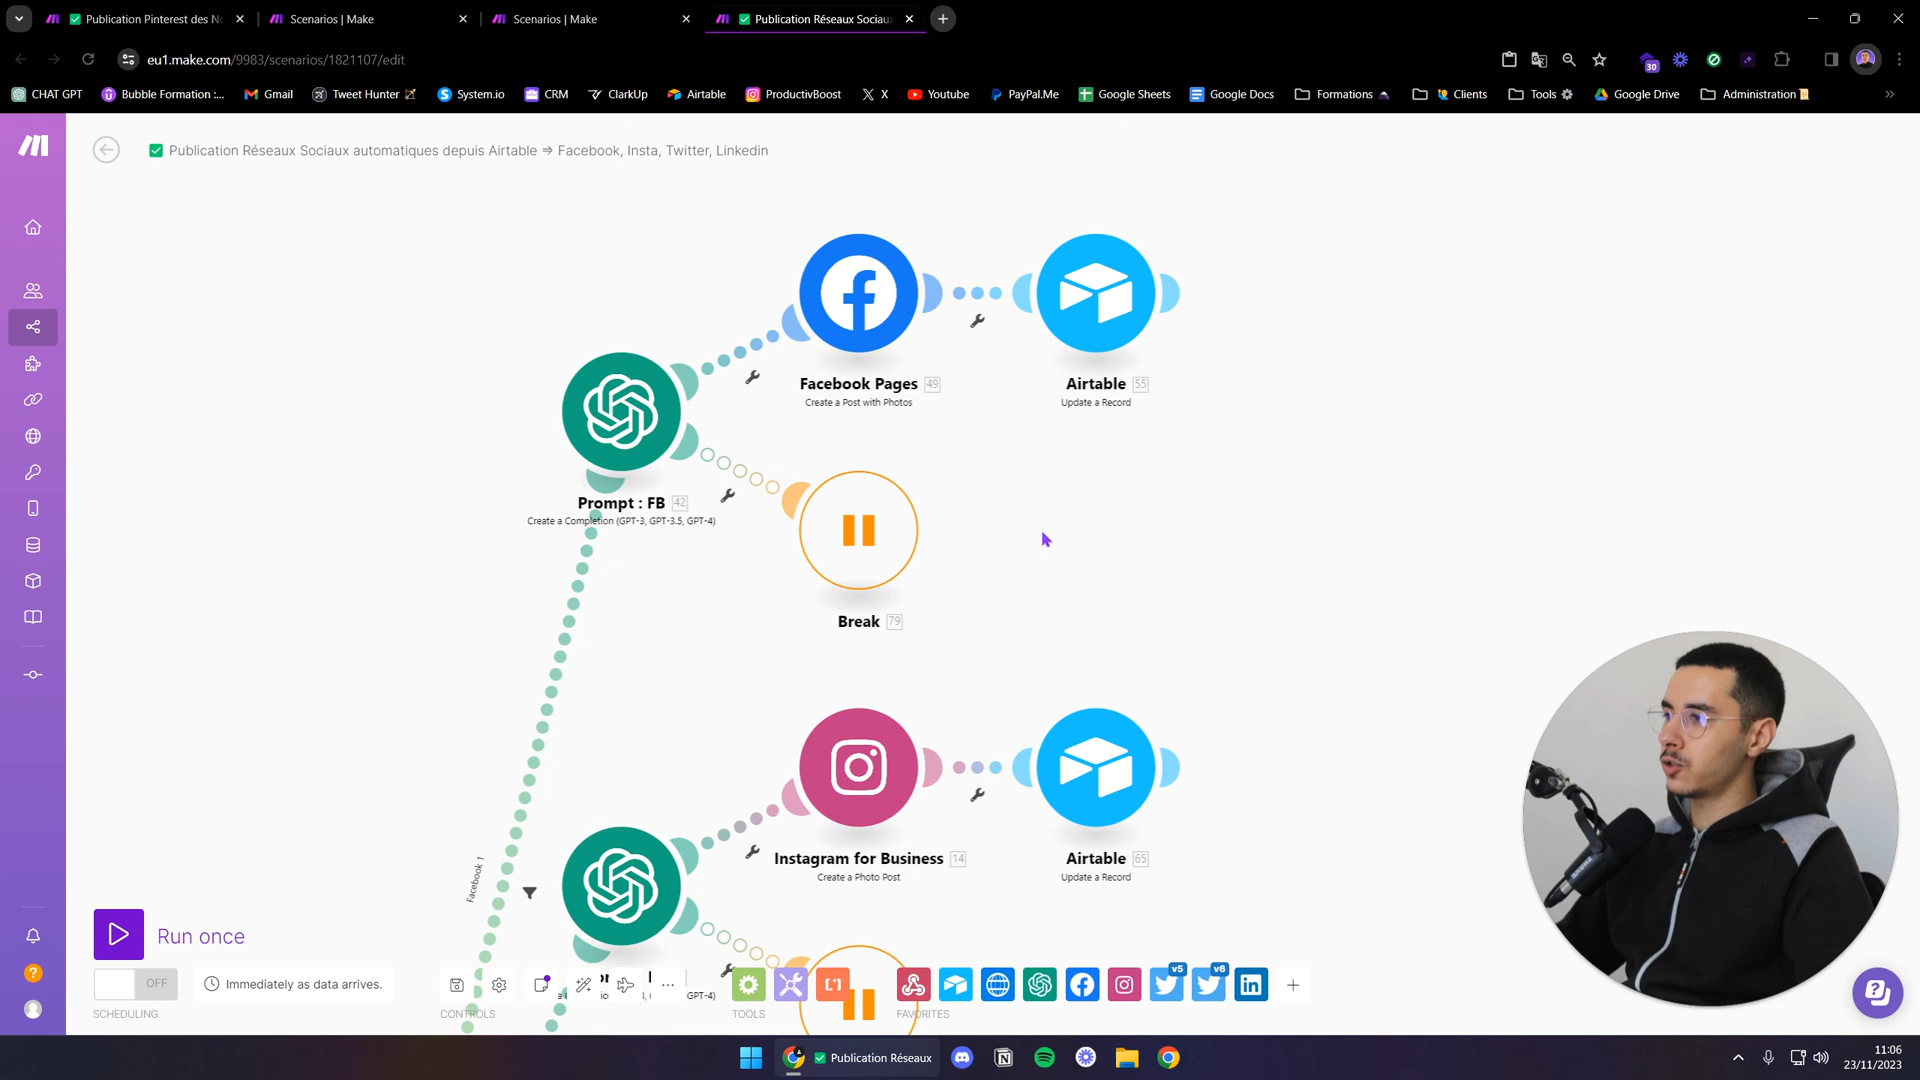 Publication Pinterest des N
Scenarios | Make
Scenarios | Make
Publication Réseaux Sociaux
eu1.make.com/9983/scenarios/1821107/edit
30
CHAT GPT
Bubble Formation :...
Gmail
Tweet Hunter
System.io
CRM
ClarkUp
Airtable
ProductivBoost
X
Youtube
PayPal.Me
Google Sheets
Google Docs
Formations
Clients
Tools
Google Drive
Administration
Publication Réseaux Sociaux automatiques depuis Airtable => Facebook, Insta, Twitter, Linkedin
Facebook Pages 49
Create a Post with Photos
Airtable 55
Update a Record
Prompt : FB 42
Create a Completion (GPT-3, GPT-3.5, GPT-4)
Break 79
Facebook 1
Instagram for Business 14
Create a Photo Post
Airtable 65
Update a Record
Run once
OFF
Immediately as data arrives.
SCHEDULING
CONTROLS
TOOLS
FAVORITES
v5
v6
11:06
23/11/2023
Publication Réseaux